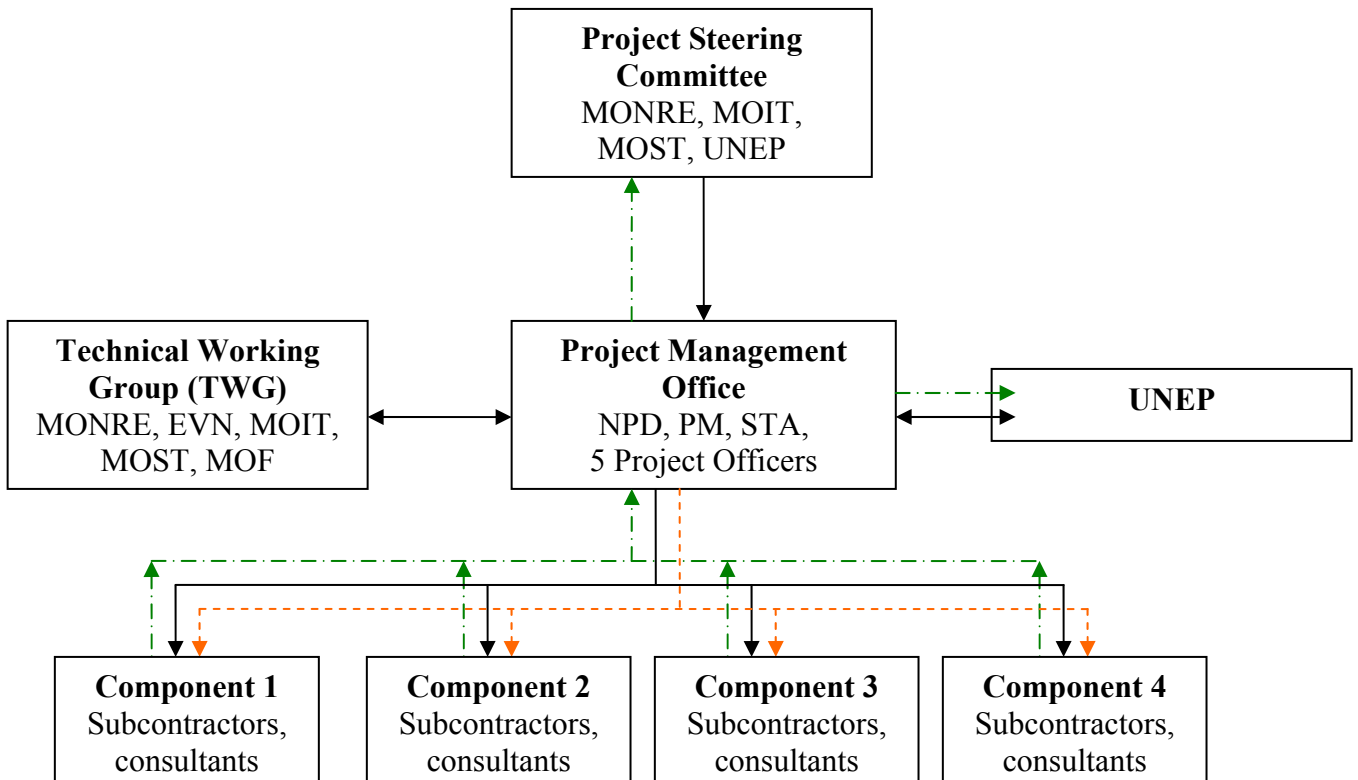 Project Steering
Committee
MONRE, MOIT,
MOST, UNEP
Technical Working
Group (TWG)
MONRE, EVN, MOIT,
MOST, MOF
Project Management
Office
NPD, PM, STA,
5 Project Officers
UNEP
Component 1
Subcontractors,
consultants
Component 2
Subcontractors,
consultants
Component 3
Subcontractors,
consultants
Component 4
Subcontractors,
consultants